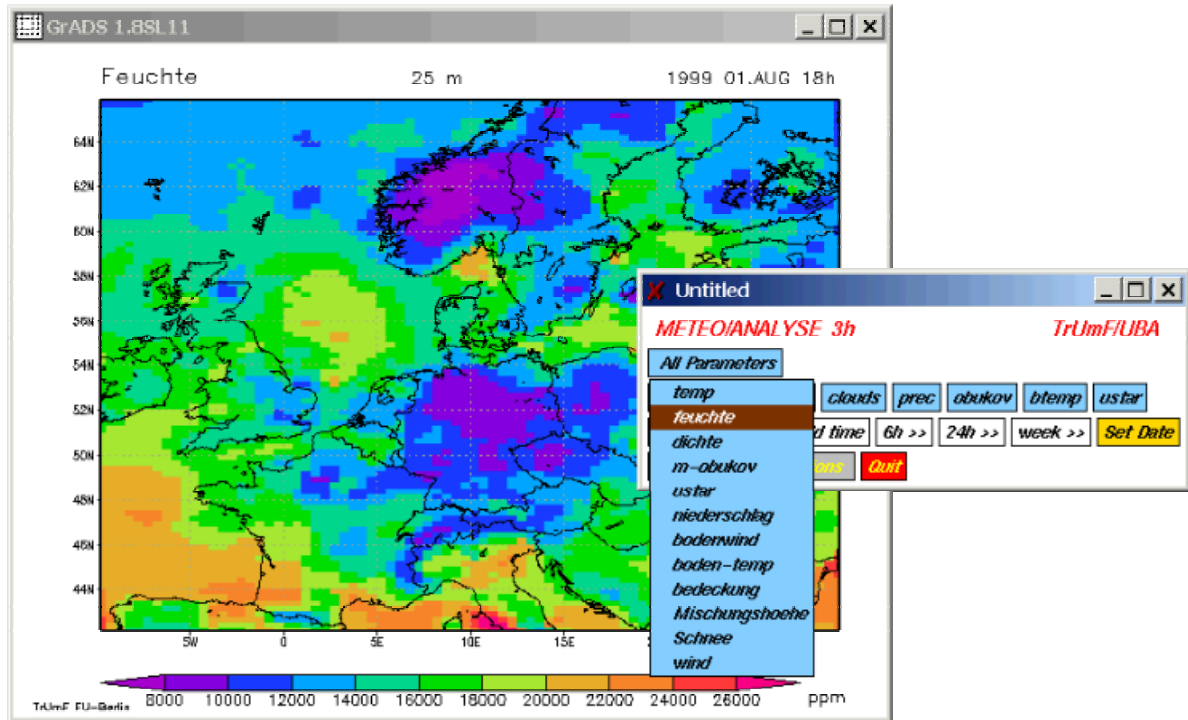 GrADS 1.8SL11
Feuchte 25 m 1999 01.AUG 18h
64N
62N
60N
58N
56N
54N
52N
50N
48N
46N
44N
5W 0 5E 10E 15E
8000 10000 12000 14000 16000 18000 20000 22000 24000 26000 ppm
TrUmF FU-Berlin
Untitled
METEO/ANALYSE 3h TrUmF/UBA
All Parameters
clouds prec obukov btemp ustar
time 6h >> 24h >> week >> Set Date
Quit
temp
feuchte
dichte
m-obukov
ustar
niederschlag
bodenwind
boden-temp
bedeckung
Mischungshoehe
Schnee
wind